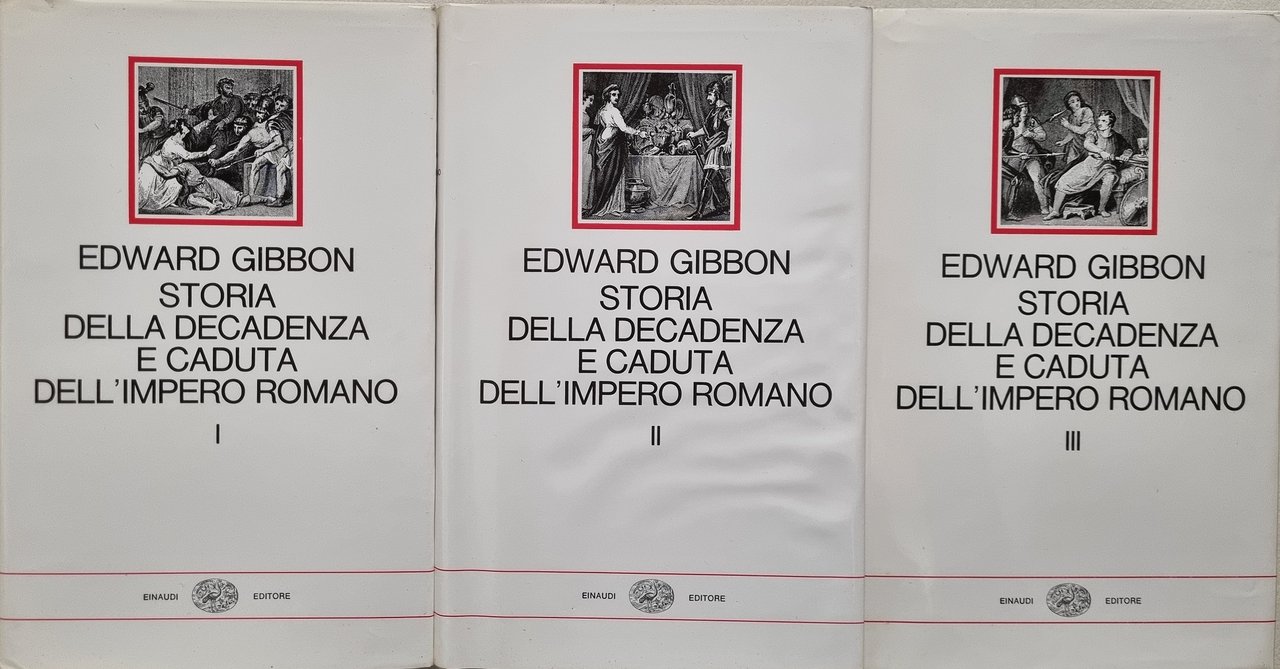 EDWARD GIBBON
STORIA
DELLA DECADENZA
E CADUTA
DELL'IMPERO ROMANO
I
EINAUDI EDITORE
EDWARD GIBBON
STORIA
DELLA DECADENZA
E CADUTA
DELL'IMPERO ROMANO
II
EINAUDI EDITORE
EDWARD GIBBON
STORIA
DELLA DECADENZA
E CADUTA
DELL'IMPERO ROMANO
III
EINAUDI EDITORE